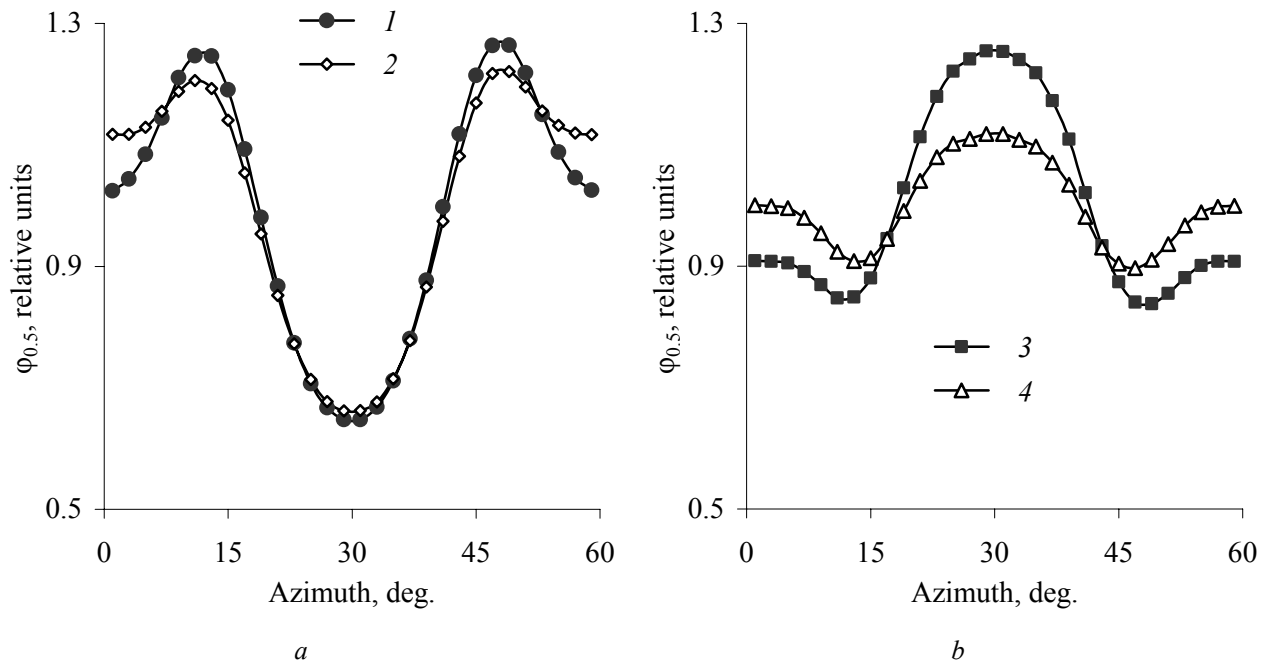 1.3
0.9
0.5
φ0.5, relative units
1
2
0 15 30 45 60
Azimuth, deg.
a
1.3
0.9
0.5
φ0.5, relative units
3
4
0 15 30 45 60
Azimuth, deg.
b